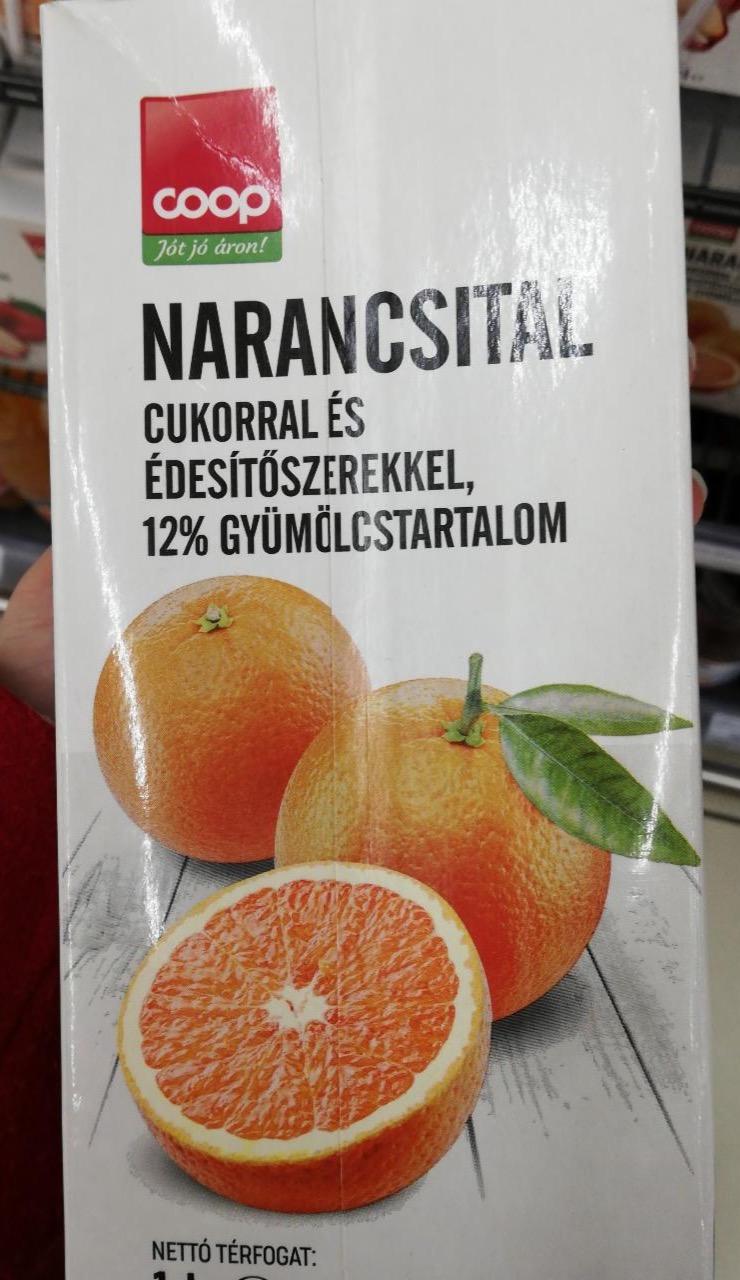 coop
Jót jó áron!
NARANCSITAL
CUKORRAL ÉS
ÉDESÍTŐSZEREKKEL,
12% GYÜMÖLCSTARTALOM
NETTÓ TÉRFOGAT: